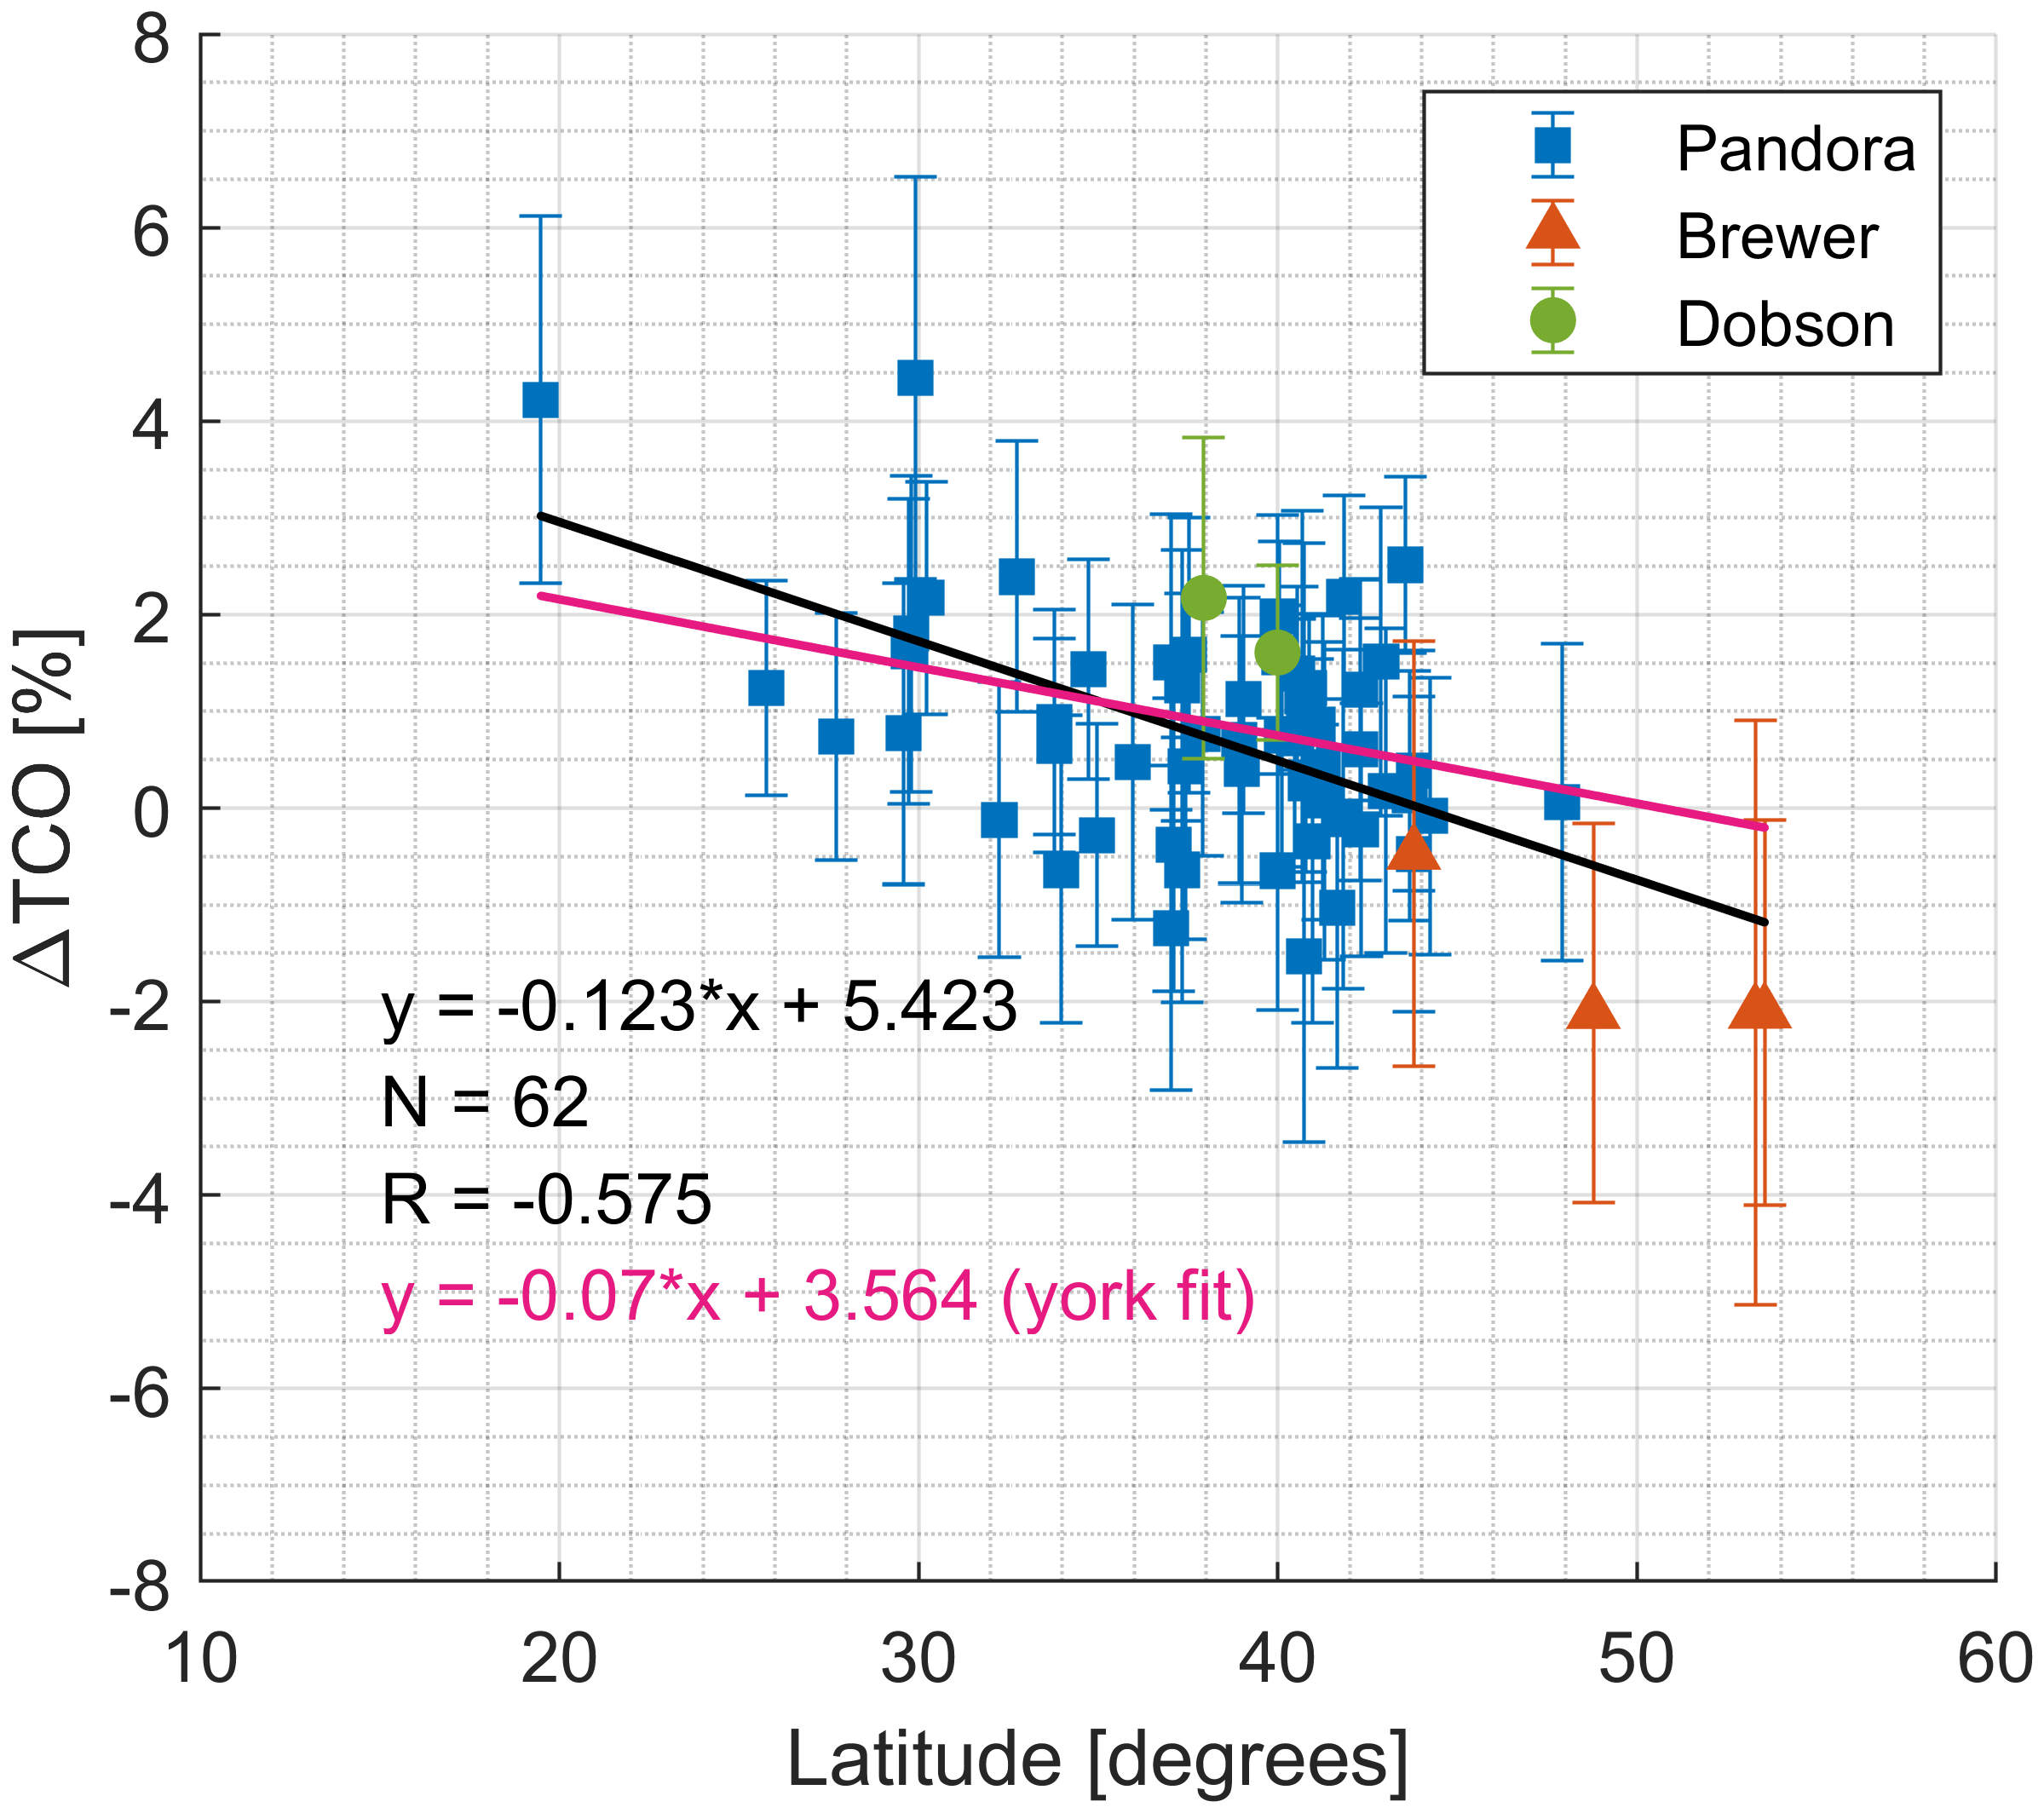 8
6
4
2
0
-2
-4
-6
-8
ΔTCO [%]
Pandora
Brewer
Dobson
y = -0.123*x + 5.423
N = 62
R = -0.575
y = -0.07*x + 3.564 (york fit)
10 20 30 40 50 60
Latitude [degrees]